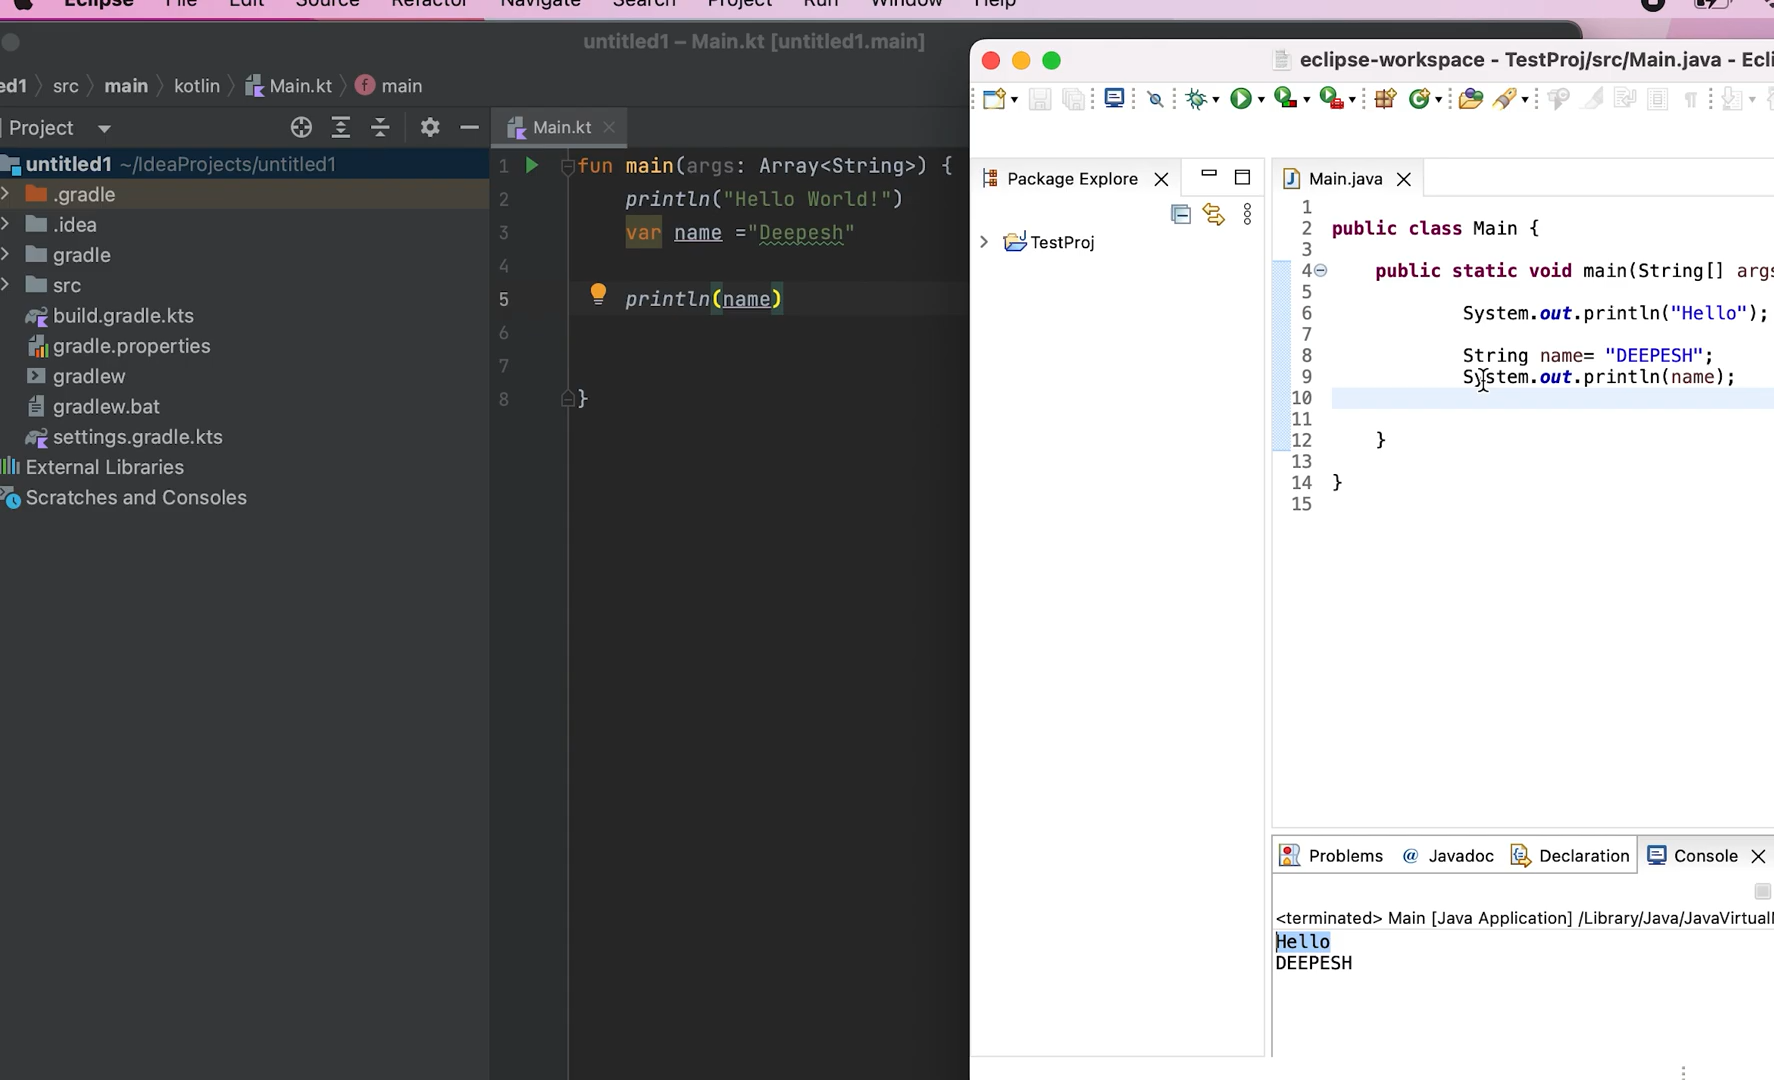 Eclipse File Edit Source Refactor Navigate Search Project Run Window Help
untitled1 – Main.kt [untitled1.main]
ed1 src main kotlin Main.kt main
Project
Main.kt
untitled1 ~/IdeaProjects/untitled1
.gradle
.idea
gradle
src
build.gradle.kts
gradle.properties
gradlew
gradlew.bat
settings.gradle.kts
External Libraries
Scratches and Consoles
1 fun main(args: Array<String>) {
2 println("Hello World!")
3 var name ="Deepesh"
4
5 println(name)
6
7
8 }
eclipse-workspace - TestProj/src/Main.java - Ecli
Package Explore
TestProj
Main.java
1
2 public class Main {
3
4 public static void main(String[] args
5
6 System.out.println("Hello");
7
8 String name= "DEEPESH";
9 System.out.println(name);
10
11
12 }
13
14 }
15
Problems @ Javadoc Declaration Console
<terminated> Main [Java Application] /Library/Java/JavaVirtual
Hello
DEEPESH